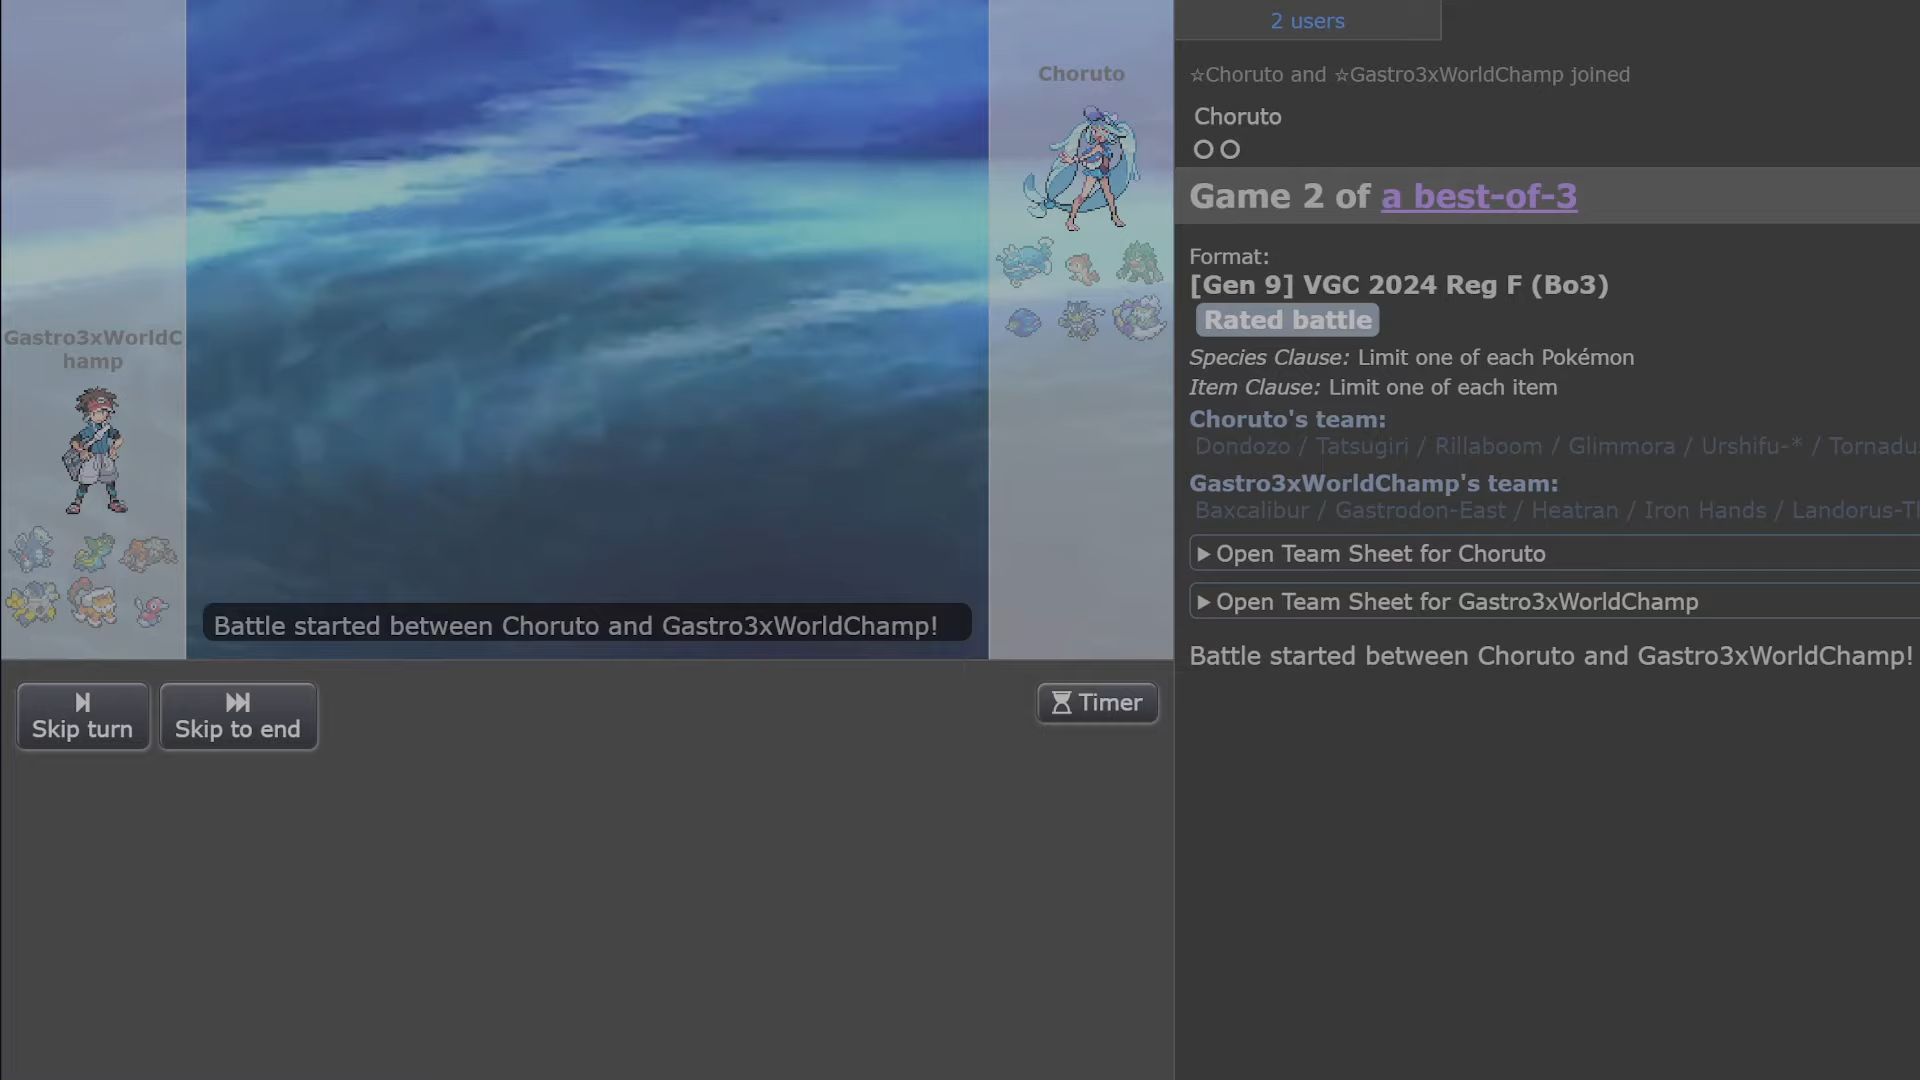 2 users
☆Choruto and ☆Gastro3xWorldChamp joined
Choruto
Game 2 of a best-of-3
Format:
[Gen 9] VGC 2024 Reg F (Bo3)
Rated battle
Species Clause: Limit one of each Pokémon
Item Clause: Limit one of each item
Choruto's team:
Dondozo / Tatsugiri / Rillaboom / Glimmora / Urshifu-* / Tornadu
Gastro3xWorldChamp's team:
Baxcalibur / Gastrodon-East / Heatran / Iron Hands / Landorus-T
▶ Open Team Sheet for Choruto
▶ Open Team Sheet for Gastro3xWorldChamp
Battle started between Choruto and Gastro3xWorldChamp!
Choruto
Gastro3xWorldC
hamp
Battle started between Choruto and Gastro3xWorldChamp!
Skip turn
Skip to end
Timer